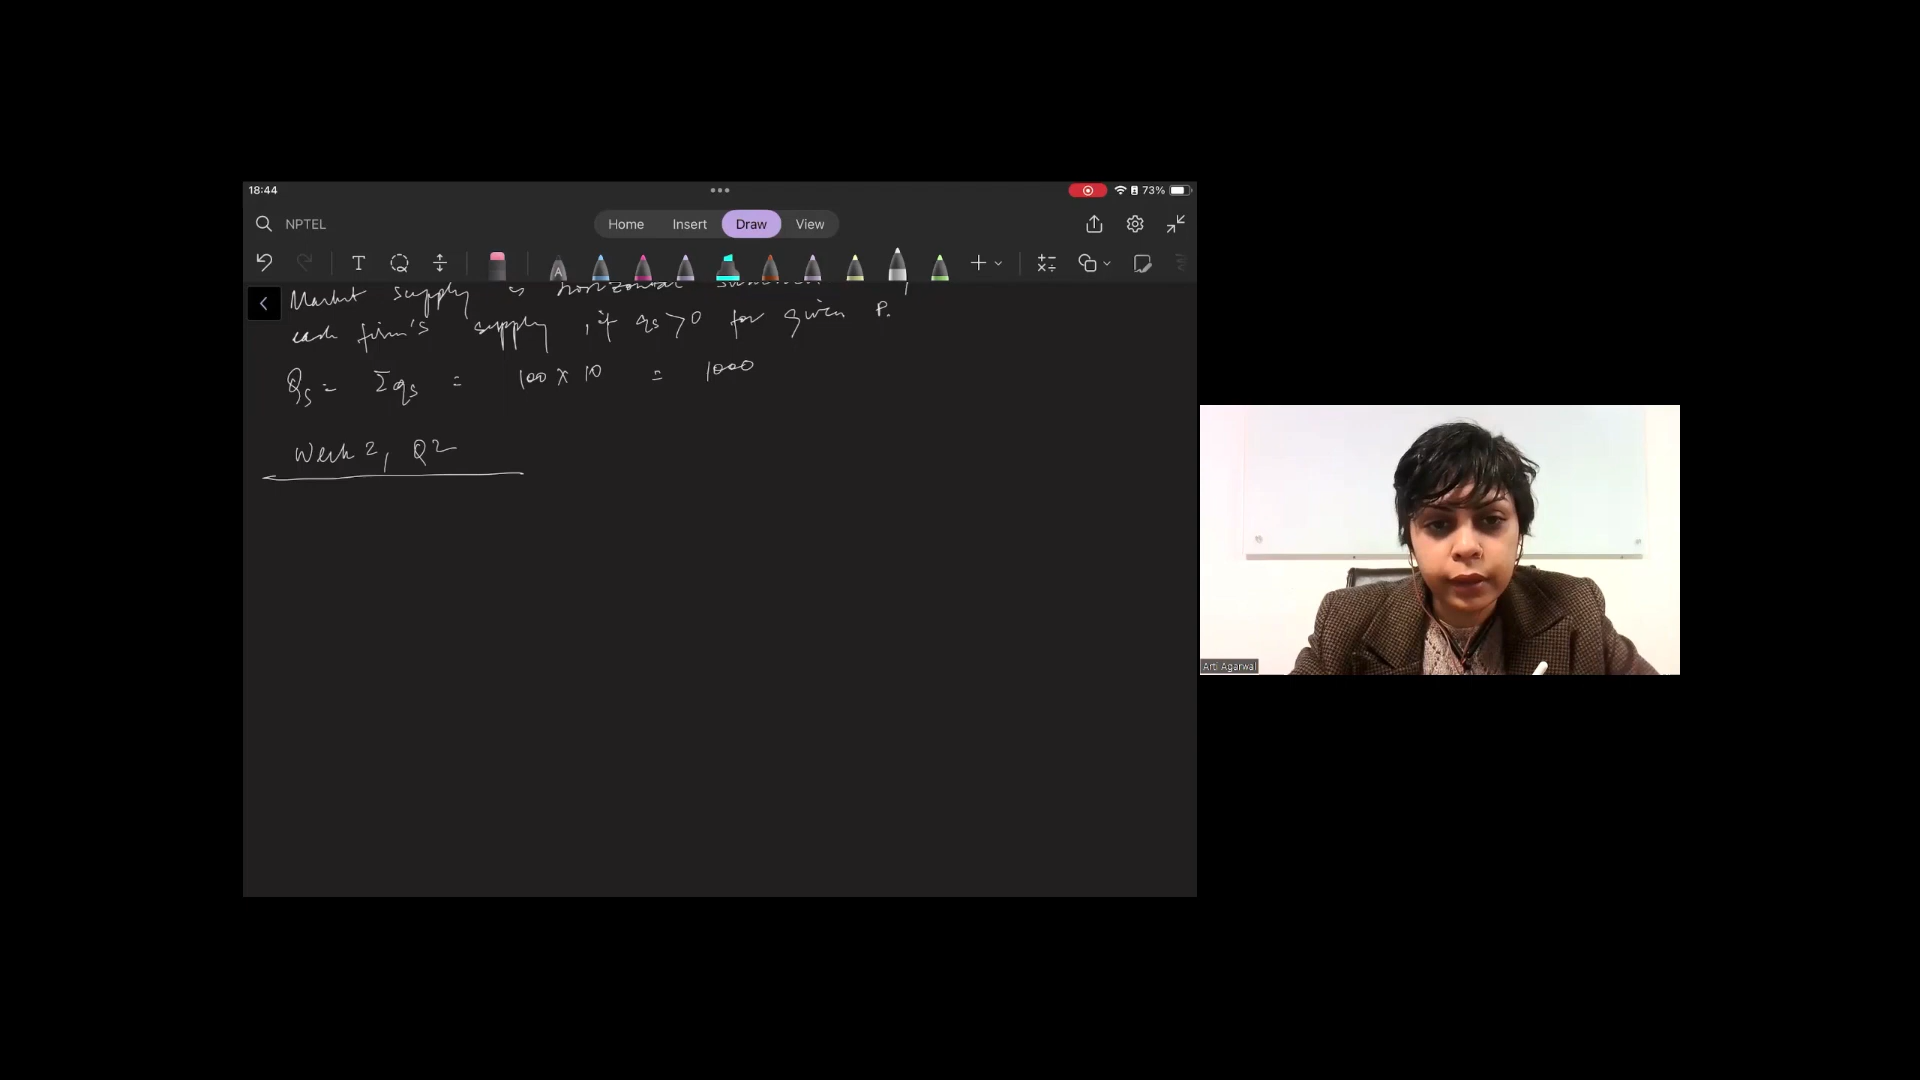 18:44
73%
NPTEL
Home Insert Draw View
T
A
Market supply is horizontal
each firm's supply, if qs > 0 for given P.
Qs = Σqs = 100 x 10 = 1000
Week 2, Q2
Arti Agarwal